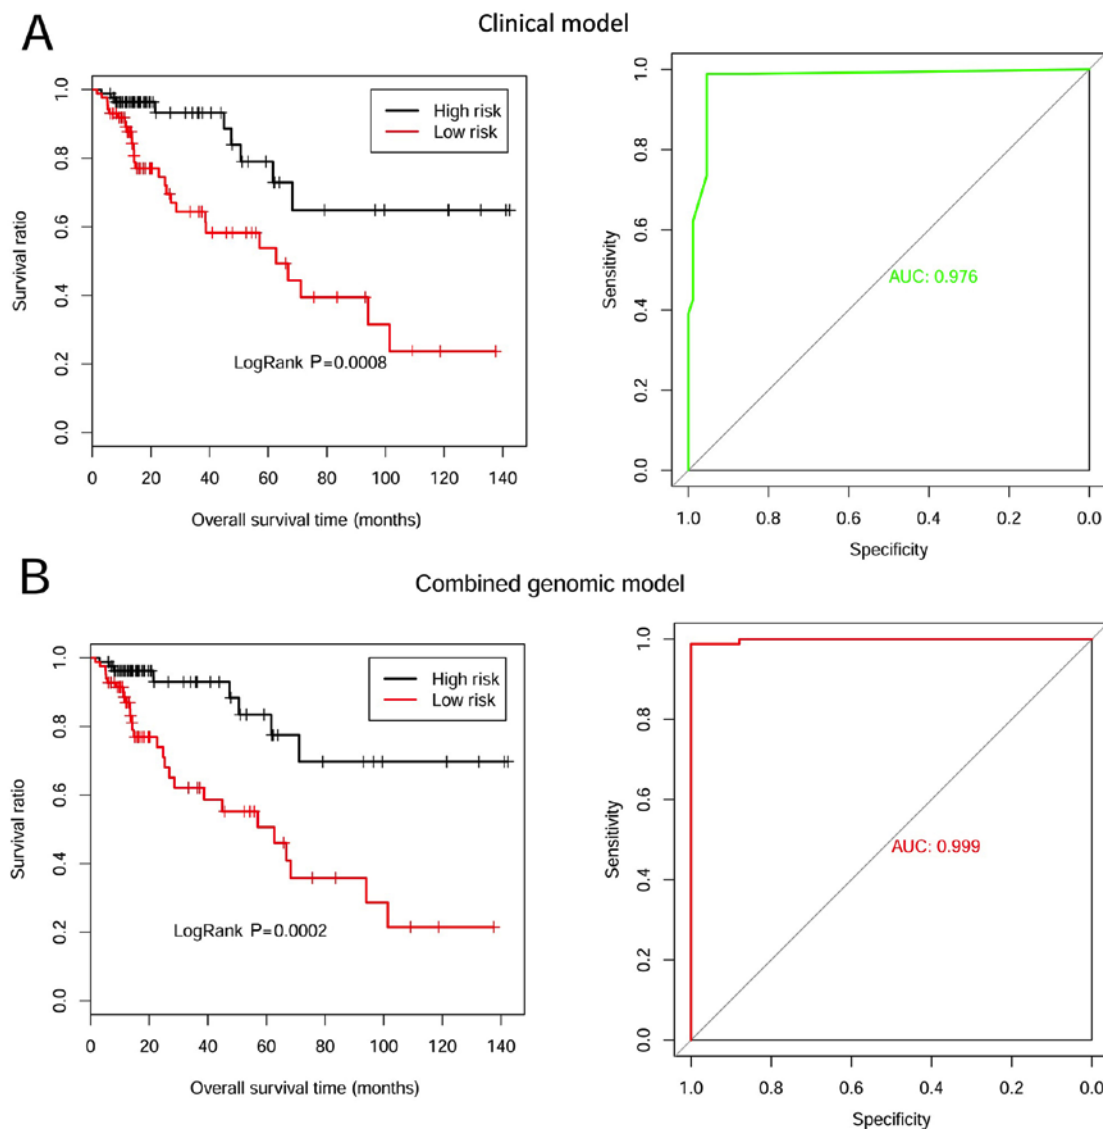 A
Clinical model
High risk
Low risk
LogRank P=0.0008
Survival ratio
0.0 0.2 0.4 0.6 0.8 1.0
0 20 40 60 80 100 120 140
Overall survival time (months)
AUC: 0.976
Sensitivity
0.0 0.2 0.4 0.6 0.8 1.0
1.0 0.8 0.6 0.4 0.2 0.0
Specificity
B
Combined genomic model
High risk
Low risk
LogRank P=0.0002
Survival ratio
0.0 0.2 0.4 0.6 0.8 1.0
0 20 40 60 80 100 120 140
Overall survival time (months)
AUC: 0.999
Sensitivity
0.0 0.2 0.4 0.6 0.8 1.0
1.0 0.8 0.6 0.4 0.2 0.0
Specificity